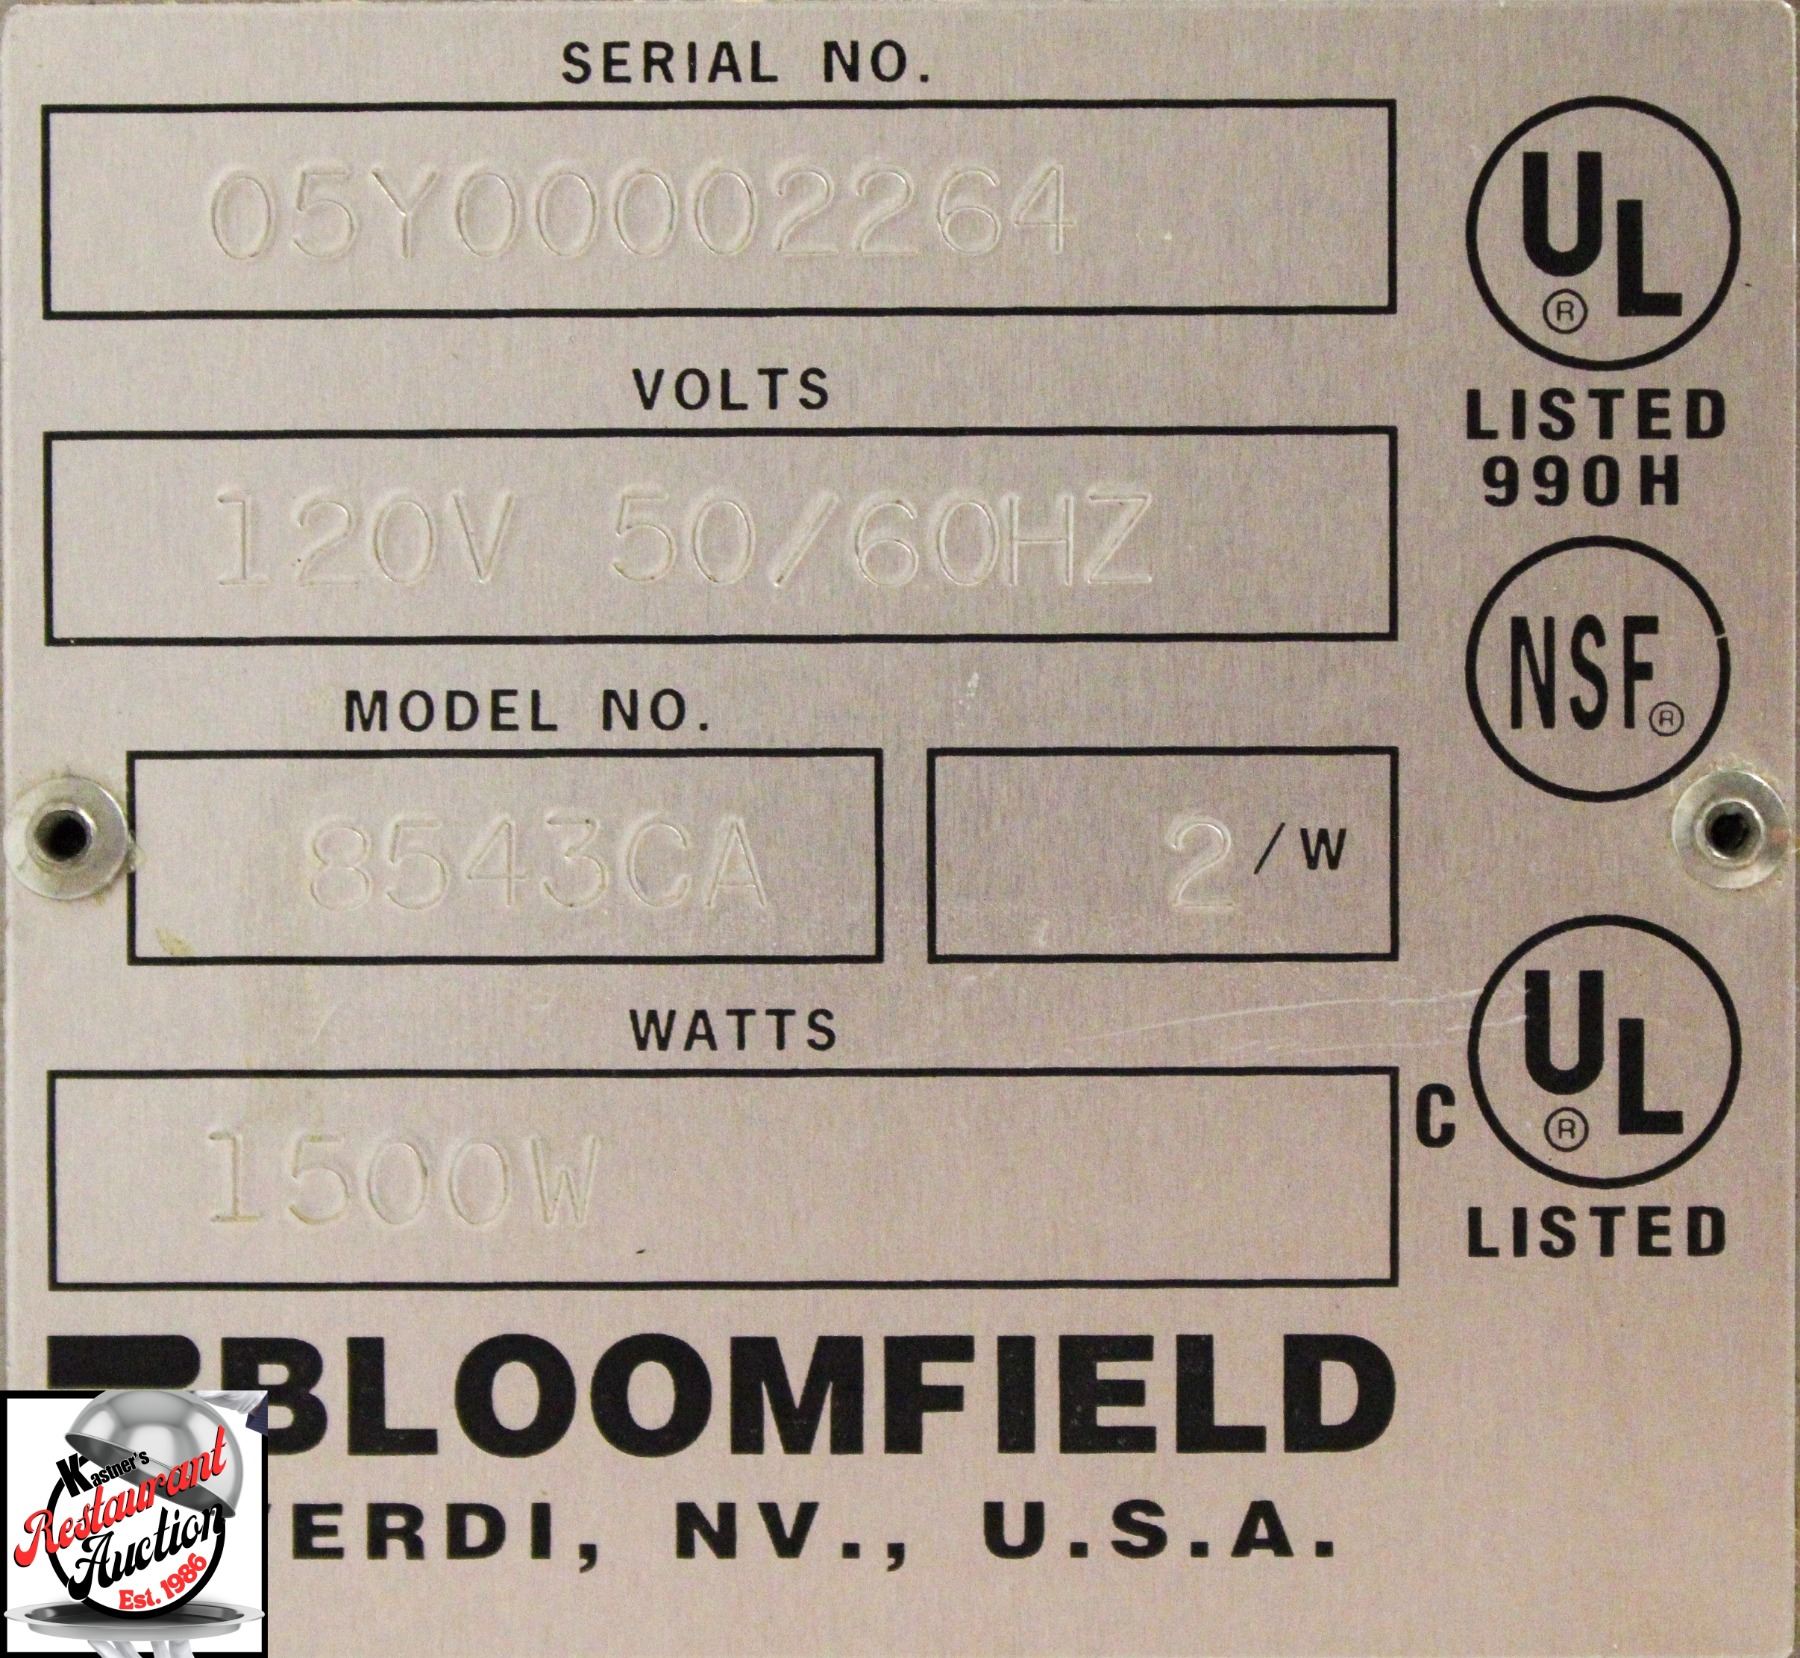 SERIAL NO.
05Y00002264
VOLTS
120V 50/60HZ
MODEL NO.
8543CA
2 /W
WATTS
1500W
BLOOMFIELD
ERDI, NV., U.S.A.
UL
®
LISTED
990H
NSF®
C UL
®
LISTED
Kastner's
Restaurant
Auction
Est. 1986